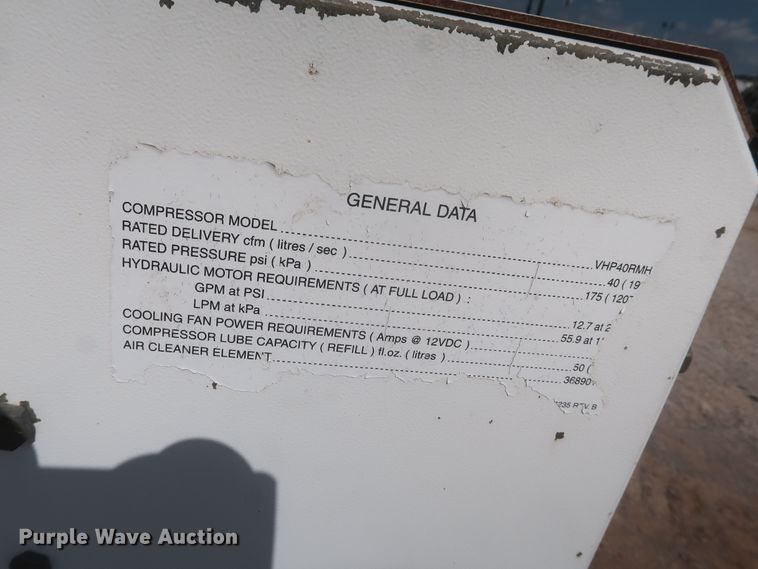 GENERAL DATA
COMPRESSOR MODEL VHP40RMH
RATED DELIVERY cfm ( litres / sec ) 40 ( 19
RATED PRESSURE psi ( kPa ) 175 ( 120
HYDRAULIC MOTOR REQUIREMENTS ( AT FULL LOAD ) :
GPM at PSI 12.7 at 2
LPM at kPa 55.9 at 1
COOLING FAN POWER REQUIREMENTS ( Amps @ 12VDC )
COMPRESSOR LUBE CAPACITY ( REFILL ) fl.oz. ( litras ) 50 (
AIR CLEANER ELEMENT 36890
235 REV. B
Purple Wave Auction